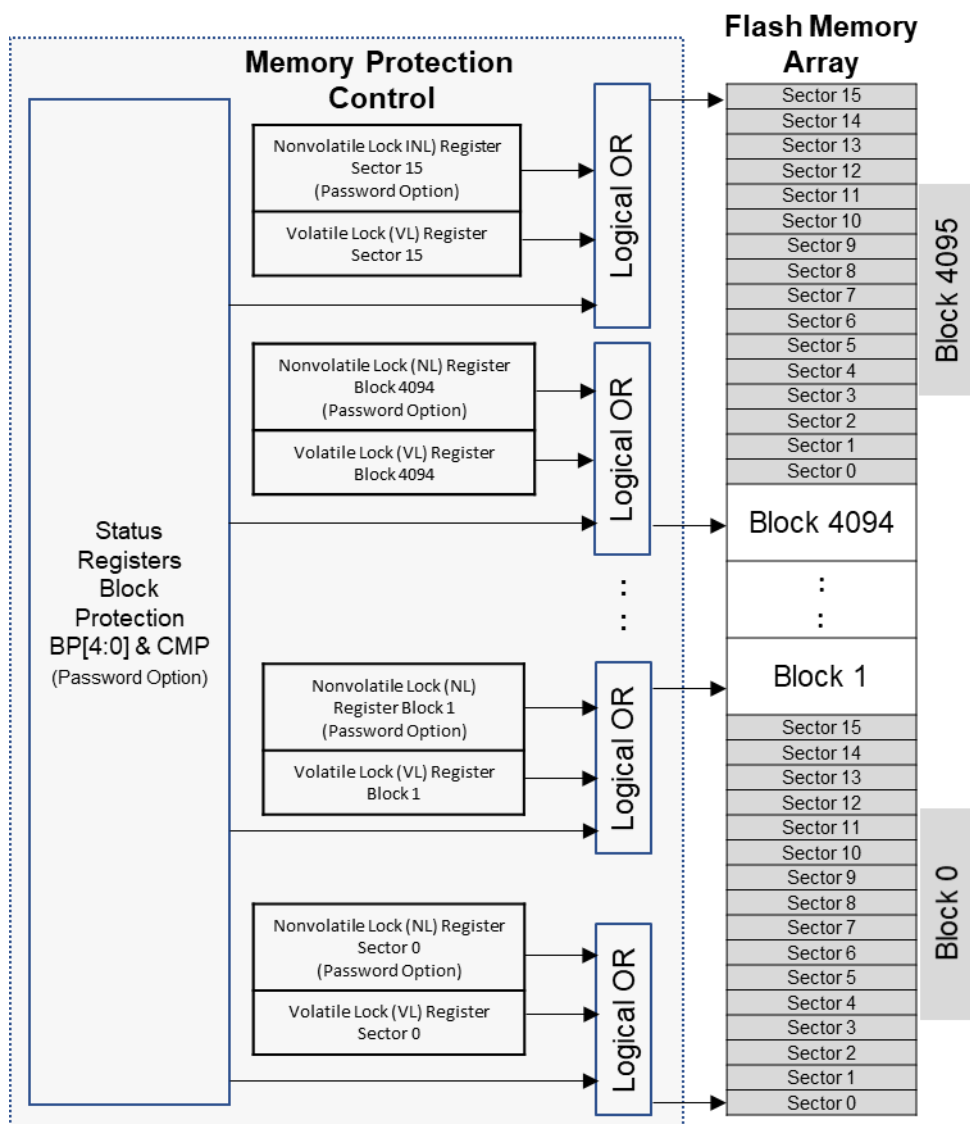 Memory Protection
Control
Status
Registers
Block
Protection
BP[4:0] & CMP
(Password Option)
Nonvolatile Lock INL) Register
Sector 15
(Password Option)
Volatile Lock (VL) Register
Sector 15
Logical OR
Nonvolatile Lock (NL) Register
Block 4094
(Password Option)
Volatile Lock (VL) Register
Block 4094
Logical OR
Nonvolatile Lock (NL)
Register Block 1
(Password Option)
Volatile Lock (VL) Register
Block 1
Logical OR
Nonvolatile Lock (NL) Register
Sector 0
(Password Option)
Volatile Lock (VL) Register
Sector 0
Logical OR
Flash Memory
Array
Sector 15
Sector 14
Sector 13
Sector 12
Sector 11
Sector 10
Sector 9
Sector 8
Sector 7
Sector 6
Sector 5
Sector 4
Sector 3
Sector 2
Sector 1
Sector 0
Block 4095
Block 4094
Block 1
Sector 15
Sector 14
Sector 13
Sector 12
Sector 11
Sector 10
Sector 9
Sector 8
Sector 7
Sector 6
Sector 5
Sector 4
Sector 3
Sector 2
Sector 1
Sector 0
Block 0